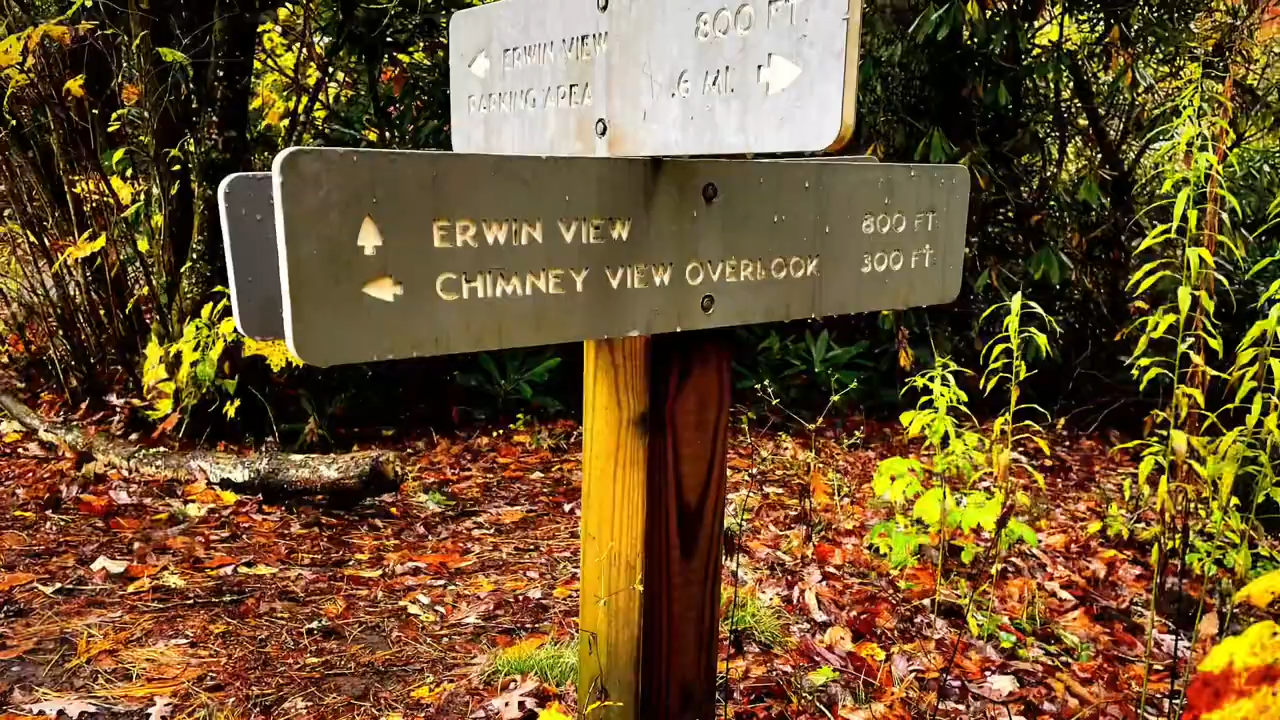 ERWIN VIEW 800 FT.
PARKING AREA .6 MI.
ERWIN VIEW 800 FT.
CHIMNEY VIEW OVERLOOK 300 FT.